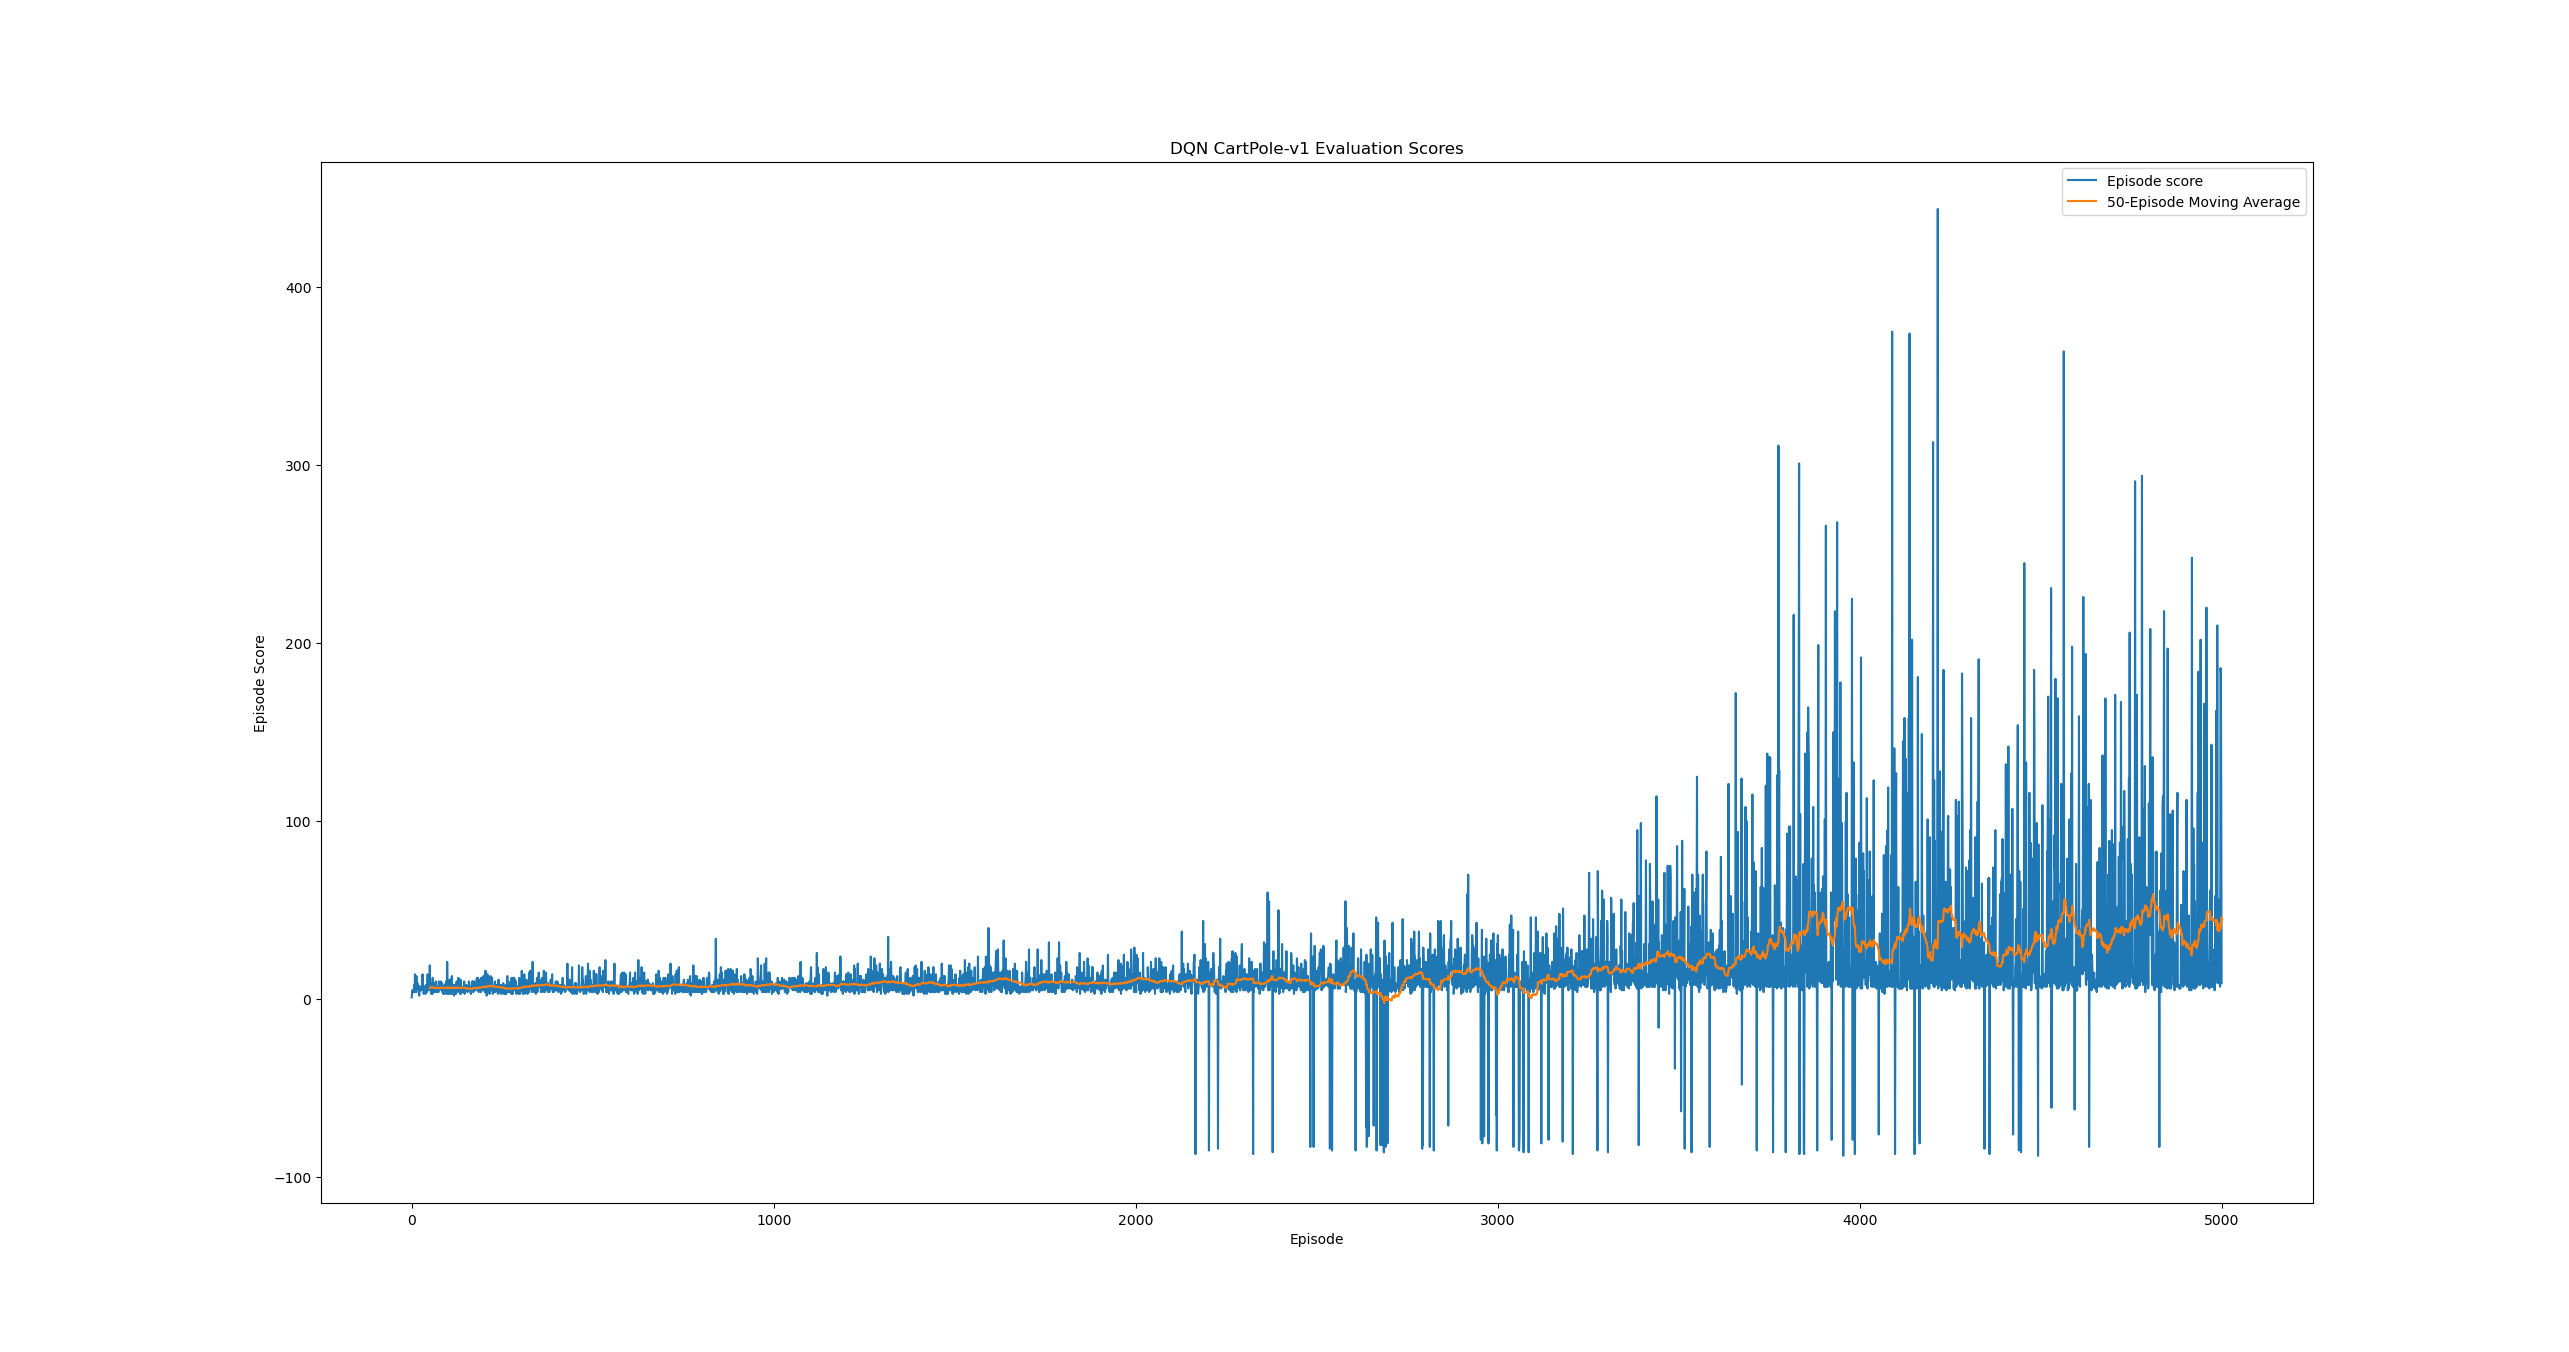 DQN CartPole-v1 Evaluation Scores
Episode score
50-Episode Moving Average
400
300
200
100
0
−100
Episode Score
0
1000
2000
3000
4000
5000
Episode